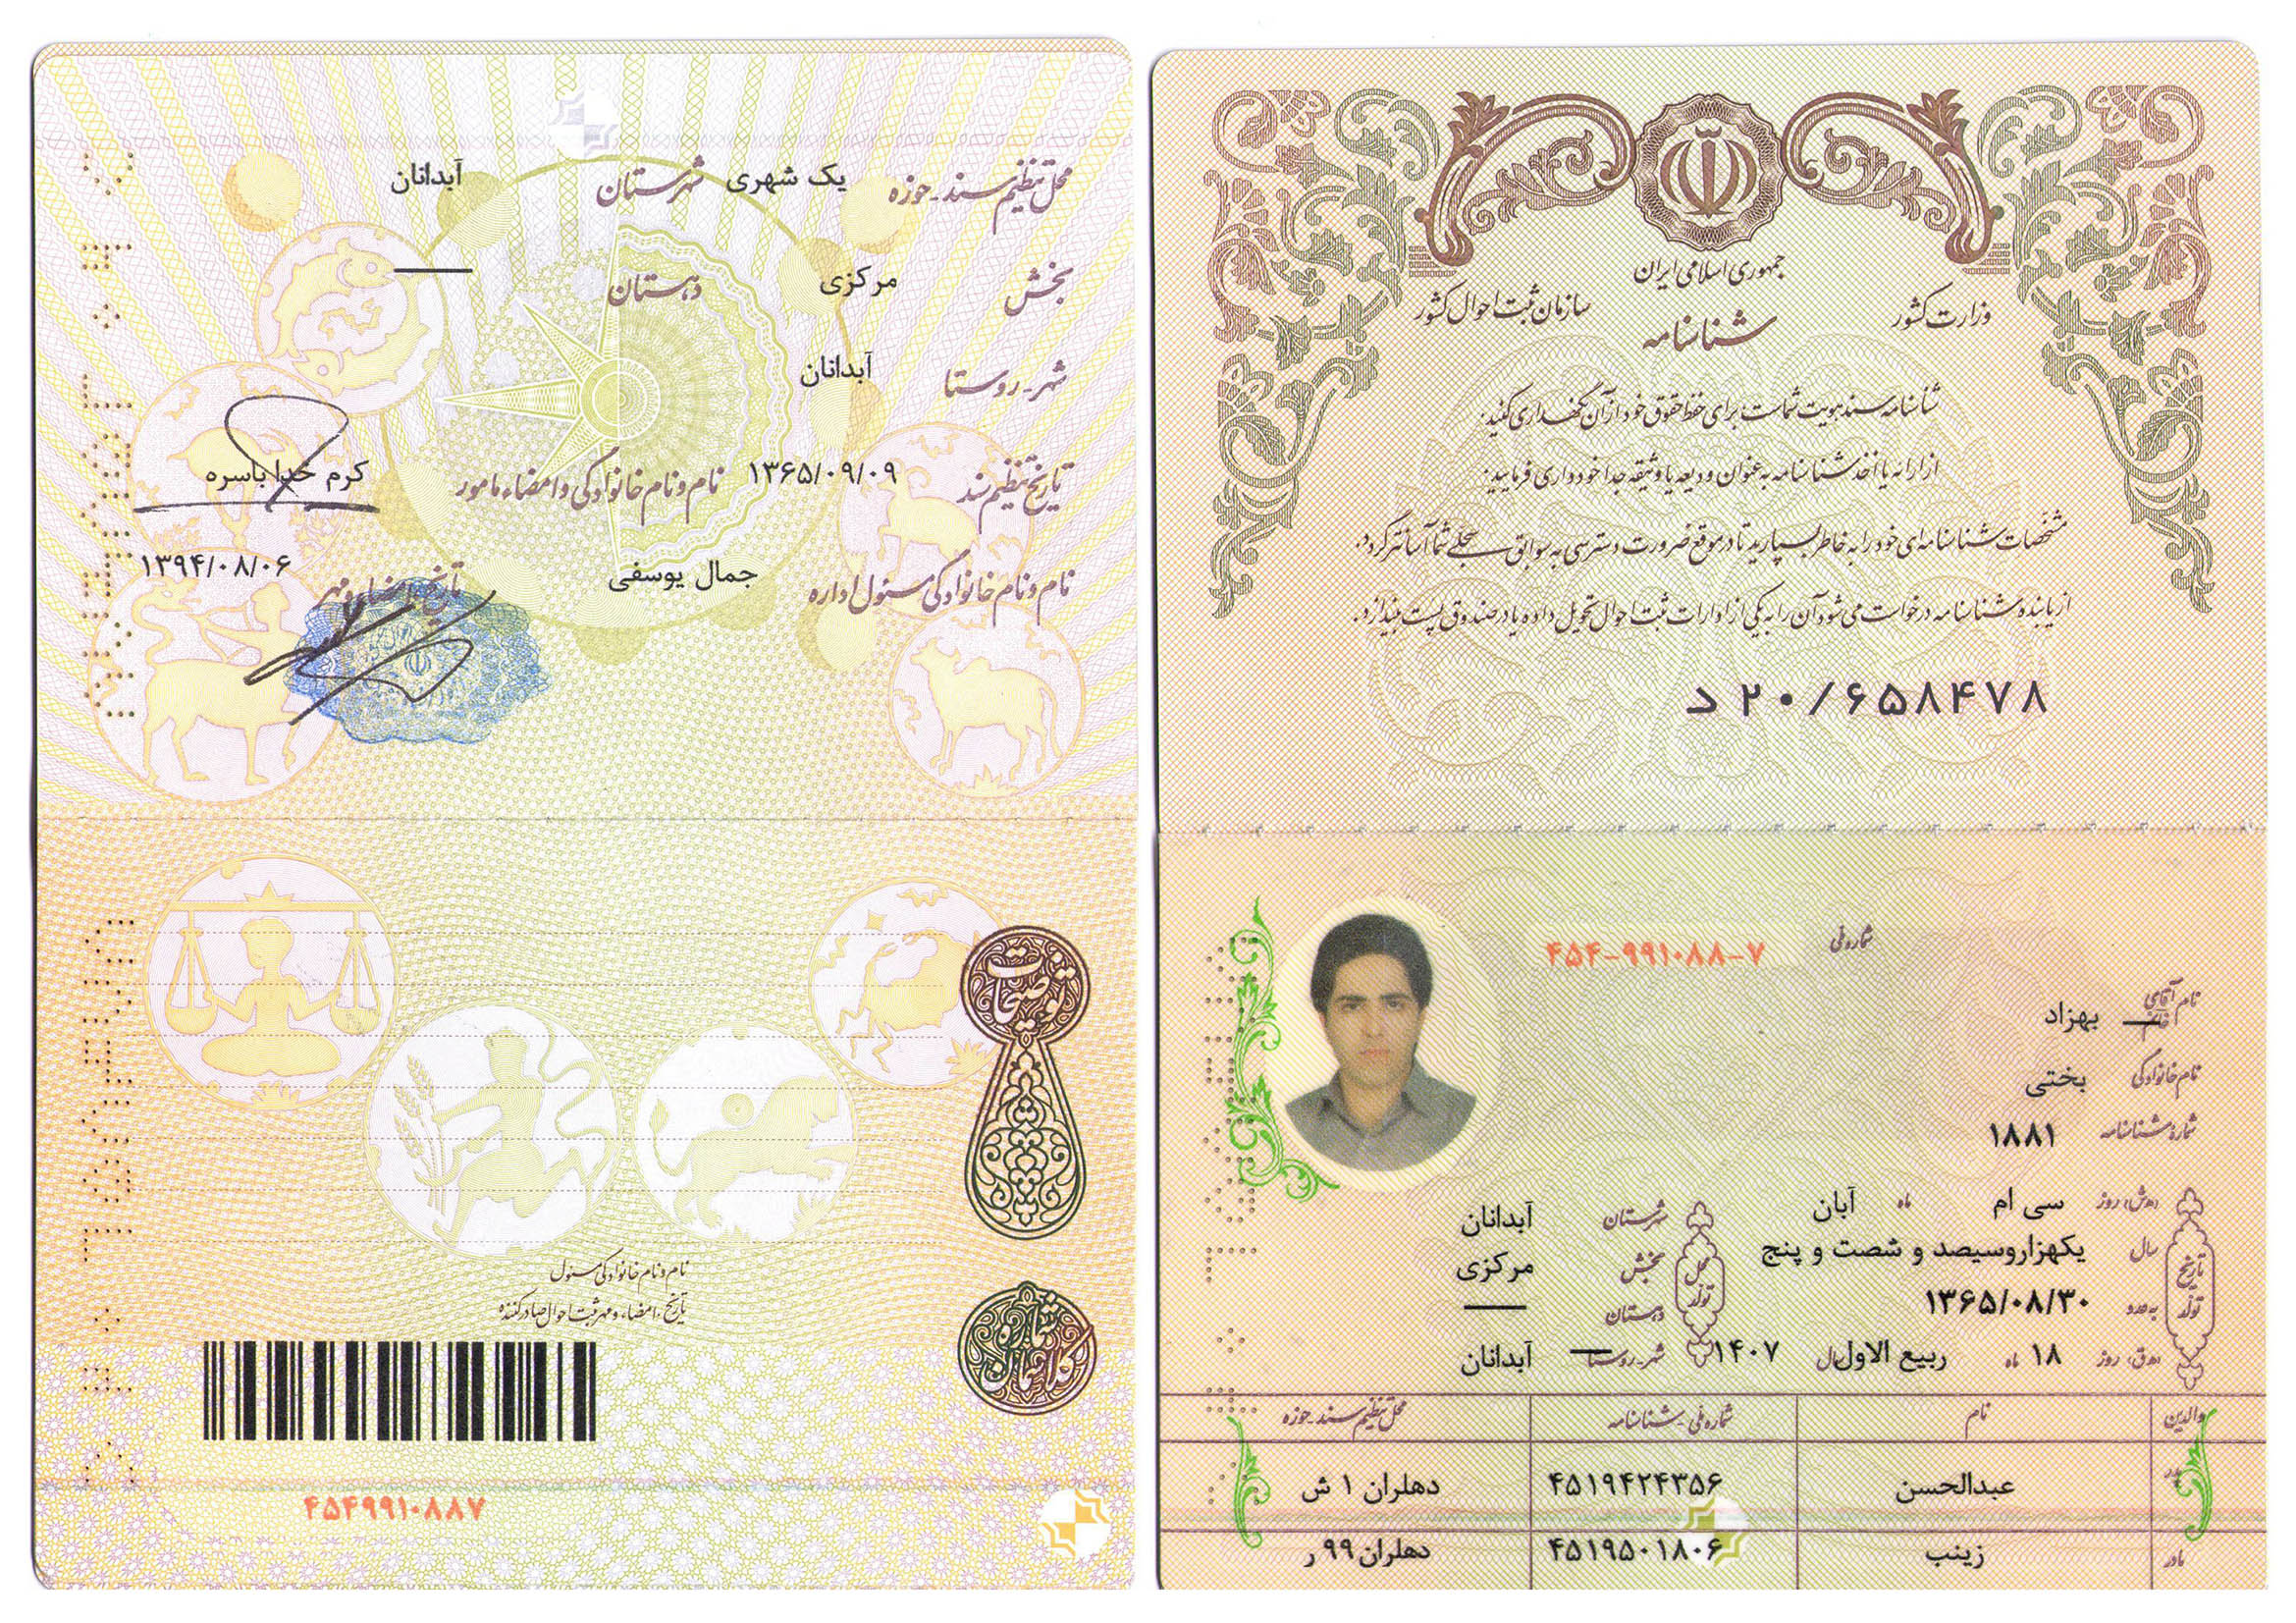 جمهوری اسلامی ایران
وزارت کشور
سازمان ثبت احوال کشور
شناسنامه
شناسنامه سند هویت شماست برای حفظ حقوق خود از آن نگهداری کنید.
از ارائه یا اخذ شناسنامه به عنوان ودیعه یا وثیقه جدا خودداری فرمایید.
مشخصات شناسنامه‌ای خود را به خاطر بسپارید تا در موقع ضرورت دسترسی به سوابق سجلی شما آسانتر گردد.
از یابنده شناسنامه درخواست می‌شود آن را به یکی از ادارات ثبت احوال تحویل داده یا در صندوق پست بیندازد.
د ۲۰/۶۵۸۴۷۸
شماره ملی ۴۵۴-۹۹۱۰۸۸-۷
نام آقای خانم بهزاد
نام خانوادگی بختی
شماره شناسنامه ۱۸۸۱
تاریخ تولد
(ه‍.ش) روز سی ام ماه آبان
سال یکهزاروسیصد و شصت و پنج
به عدد ۱۳۶۵/۰۸/۳۰
(ه‍.ق) روز ۱۸ ماه ربیع الاول سال ۱۴۰۷
محل تولد
شهرستان آبدانان
بخش مرکزی
دهستان —
شهر-روستا آبدانان
والدین نام شماره ملی-شناسنامه محل تنظیم سند-حوزه
پدر عبدالحسن ۴۵۱۹۴۲۴۳۵۶ دهلران ۱ ش
مادر زینب ۴۵۱۹۵۰۱۸۰۶ دهلران ۹۹ ر
محل تنظیم سند-حوزه یک شهری شهرستان آبدانان
بخش مرکزی دهستان —
شهر-روستا آبدانان
تاریخ تنظیم سند ۱۳۶۵/۰۹/۰۹ نام و نام خانوادگی و امضاء مامور کرم خدا باسره
نام و نام خانوادگی مسئول اداره جمال یوسفی تاریخ، امضاء و مهر ۱۳۹۴/۰۸/۰۶
توضیحات
نام و نام خانوادگی مسئول
تاریخ، امضاء و مهر ثبت احوال صادرکننده
شماره ملی
۴۵۴۹۹۱۰۸۸۷